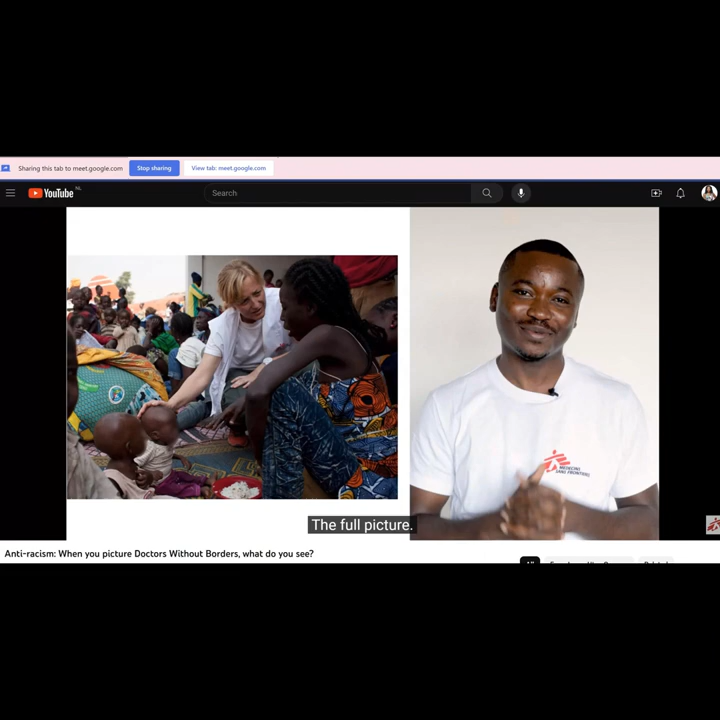 Sharing this tab to meet.google.com
Stop sharing
View tab: meet.google.com
YouTube
NL
Search
MEDECINS
SANS FRONTIERES
The full picture.
Anti-racism: When you picture Doctors Without Borders, what do you see?
All